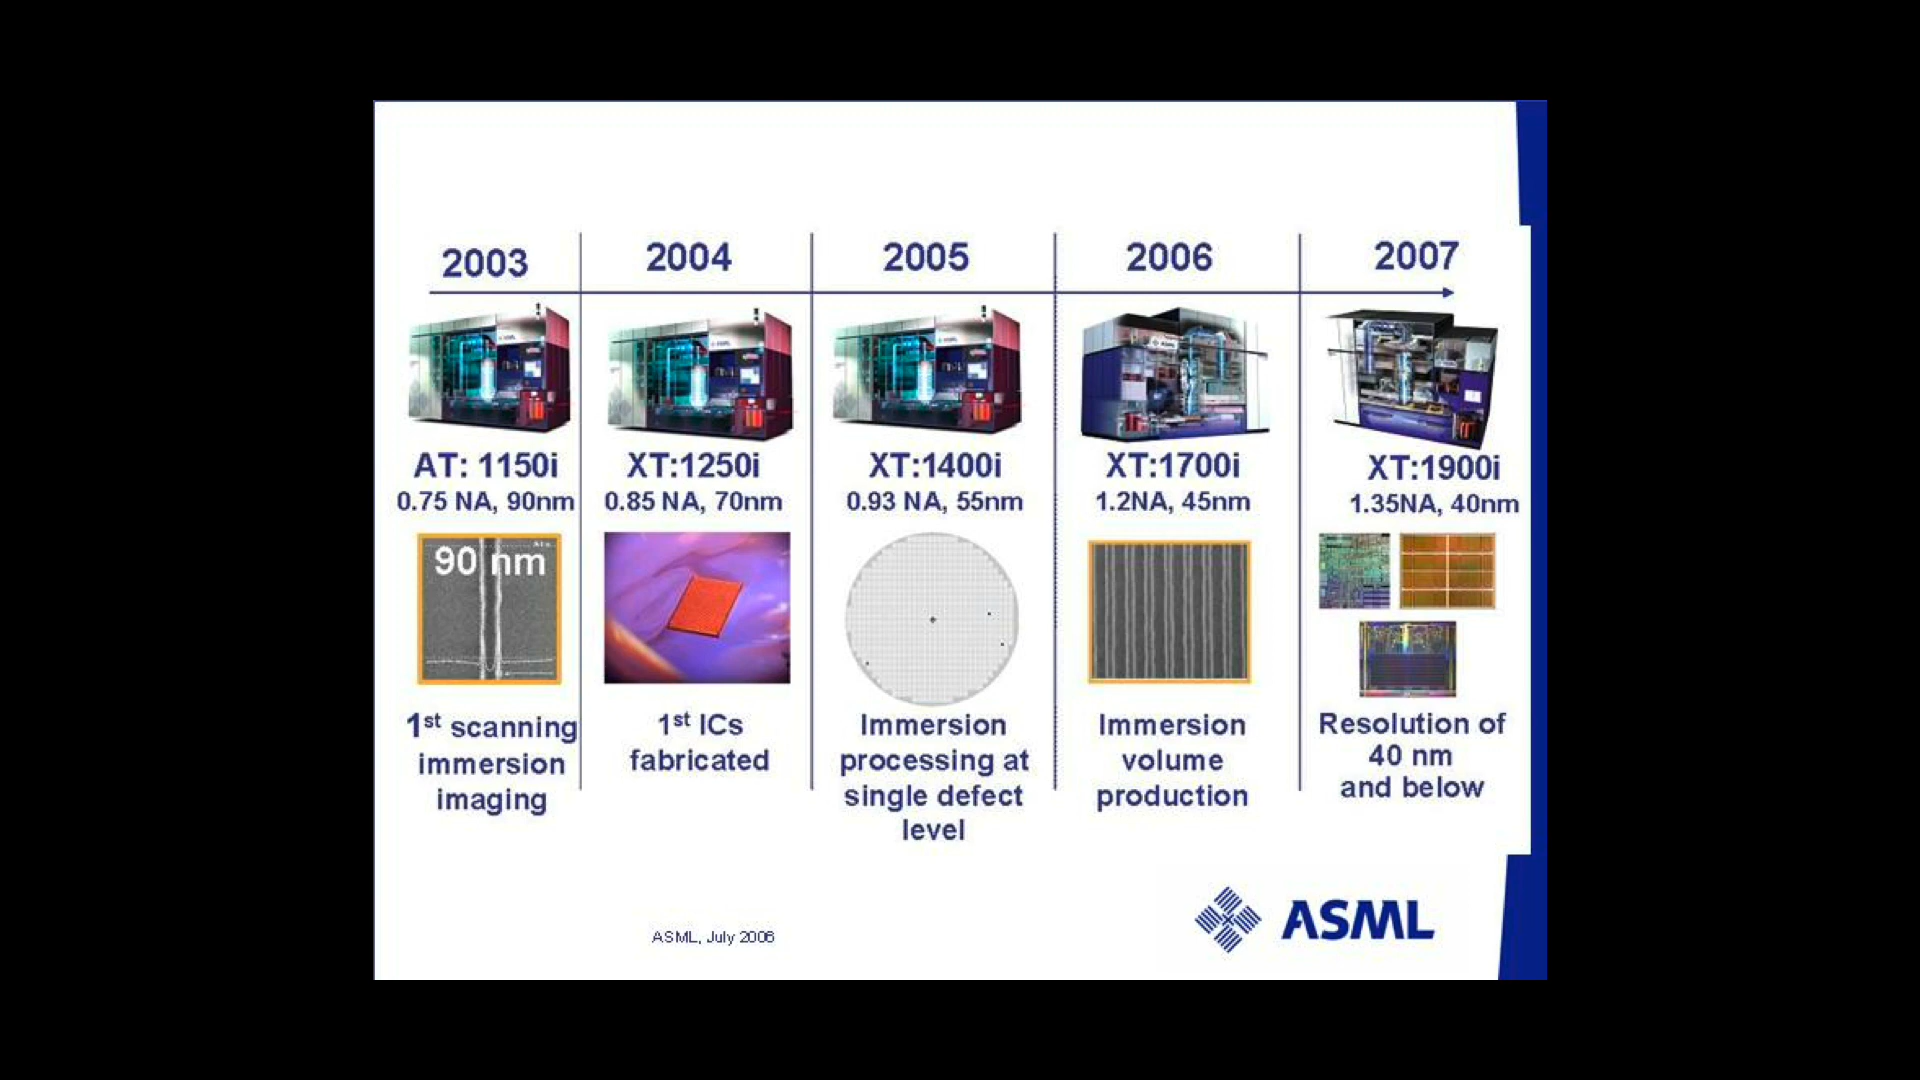 2003
2004
2005
2006
2007
AT: 1150i
0.75 NA, 90nm
XT:1250i
0.85 NA, 70nm
XT:1400i
0.93 NA, 55nm
XT:1700i
1.2NA, 45nm
XT:1900i
1.35NA, 40nm
90 nm
1st scanning
immersion
imaging
1st ICs
fabricated
Immersion
processing at
single defect
level
Immersion
volume
production
Resolution of
40 nm
and below
ASML, July 2006
ASML